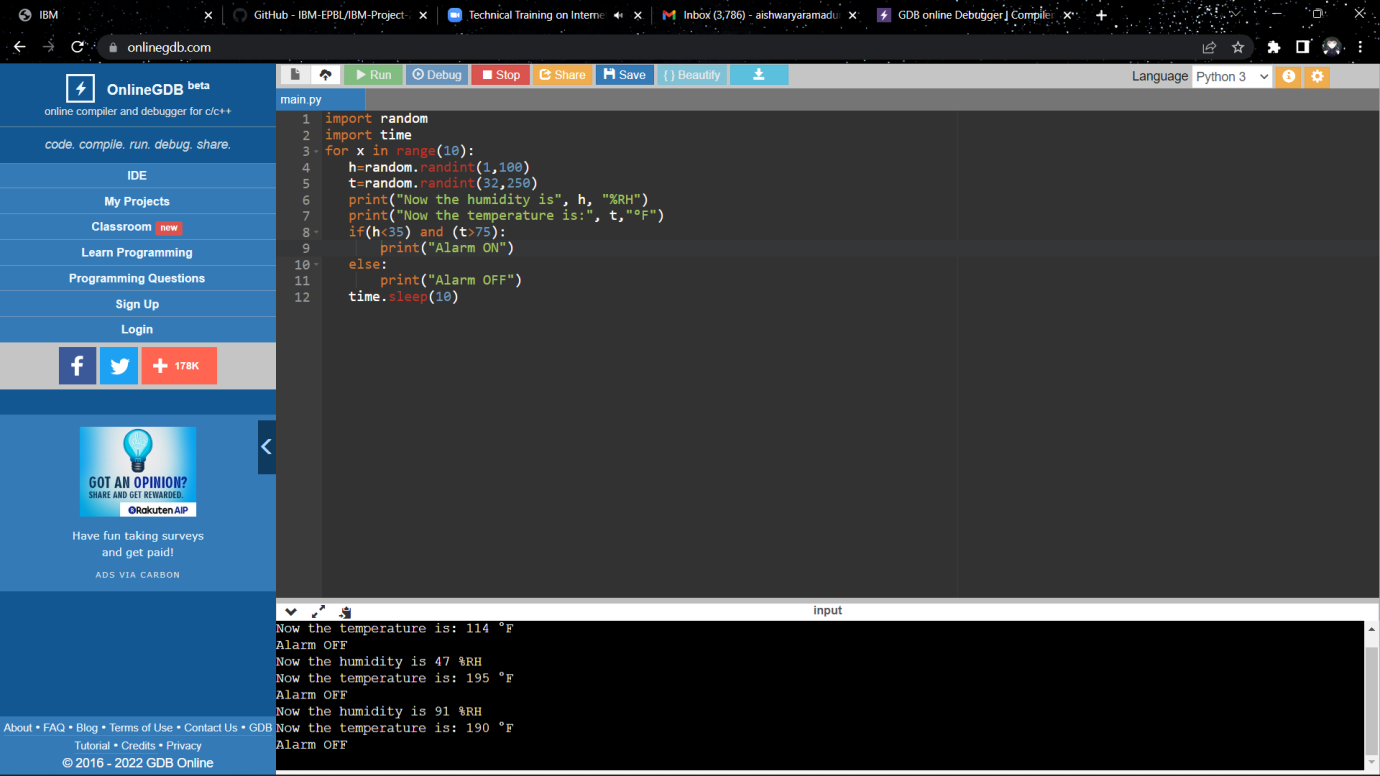 IBM
GitHub - IBM-EPBL/IBM-Project-
Technical Training on Interne
Inbox (3,786) - aishwaryaramadu
GDB online Debugger | Compiler
onlinegdb.com
OnlineGDB beta
online compiler and debugger for c/c++
code. compile. run. debug. share.
IDE
My Projects
Classroom new
Learn Programming
Programming Questions
Sign Up
Login
f
178K
GOT AN OPINION?
SHARE AND GET REWARDED.
Rakuten AIP
Have fun taking surveys
and get paid!
ADS VIA CARBON
About • FAQ • Blog • Terms of Use • Contact Us • GDB
Tutorial • Credits • Privacy
© 2016 - 2022 GDB Online
Run Debug Stop Share Save { } Beautify
Language Python 3
main.py
1 import random
2 import time
3 for x in range(10):
4 h=random.randint(1,100)
5 t=random.randint(32,250)
6 print("Now the humidity is", h, "%RH")
7 print("Now the temperature is:", t,"°F")
8 if(h<35) and (t>75):
9 print("Alarm ON")
10 else:
11 print("Alarm OFF")
12 time.sleep(10)
input
Now the temperature is: 114 °F
Alarm OFF
Now the humidity is 47 %RH
Now the temperature is: 195 °F
Alarm OFF
Now the humidity is 91 %RH
Now the temperature is: 190 °F
Alarm OFF